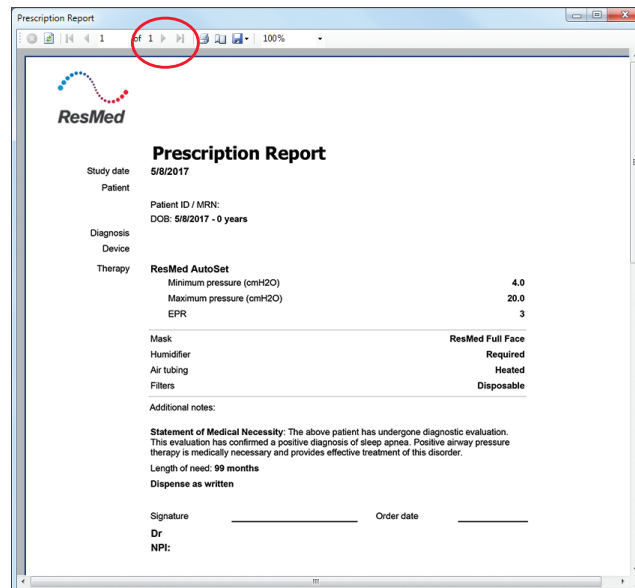 Prescription Report
1 of 1 100%
ResMed
Prescription Report
Study date 5/8/2017
Patient
Patient ID / MRN:
DOB: 5/8/2017 - 0 years
Diagnosis
Device
Therapy ResMed AutoSet
Minimum pressure (cmH2O) 4.0
Maximum pressure (cmH2O) 20.0
EPR 3
Mask ResMed Full Face
Humidifier Required
Air tubing Heated
Filters Disposable
Additional notes:
Statement of Medical Necessity: The above patient has undergone diagnostic evaluation.
This evaluation has confirmed a positive diagnosis of sleep apnea. Positive airway pressure
therapy is medically necessary and provides effective treatment of this disorder.
Length of need: 99 months
Dispense as written
Signature Order date
Dr
NPI: